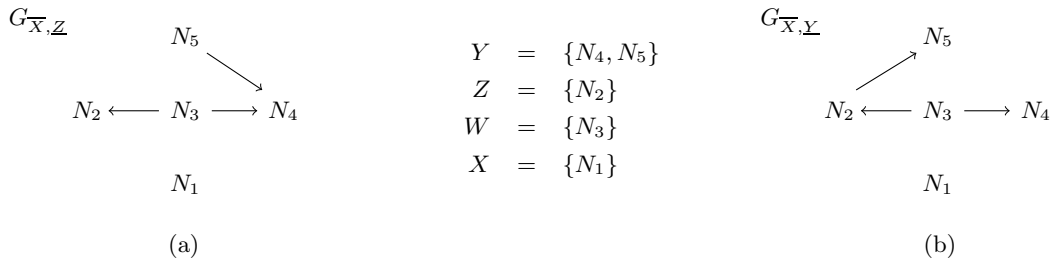 G_{\overline{X},\underline{Z}}
N_5
N_2 N_3 N_4
N_1
(a)
Y = {N_4, N_5}
Z = {N_2}
W = {N_3}
X = {N_1}
G_{\overline{X},\underline{Y}}
N_5
N_2 N_3 N_4
N_1
(b)